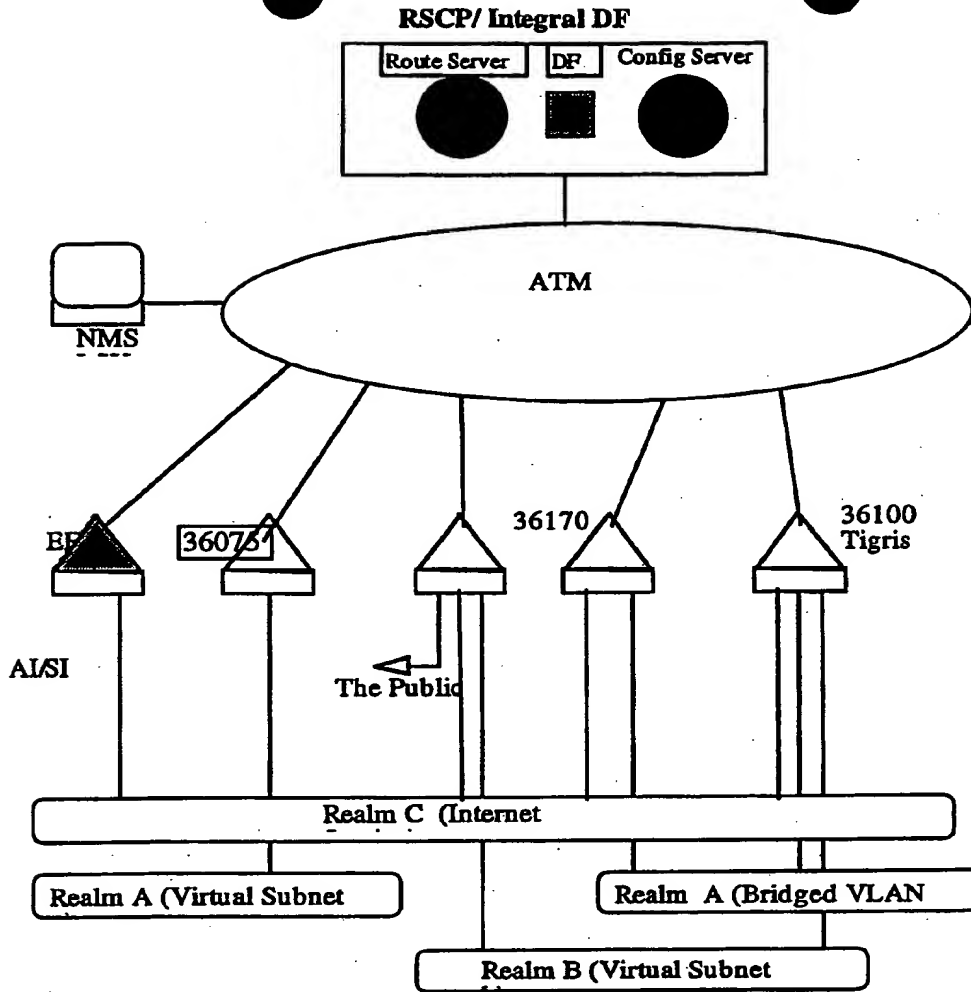 RSCP/ Integral DF
Route Server
DF
Config Server
ATM
NMS
36075
36170
36100
Tigris
AI/SI
The Public
Realm C (Internet
Realm A (Virtual Subnet
Realm A (Bridged VLAN
Realm B (Virtual Subnet